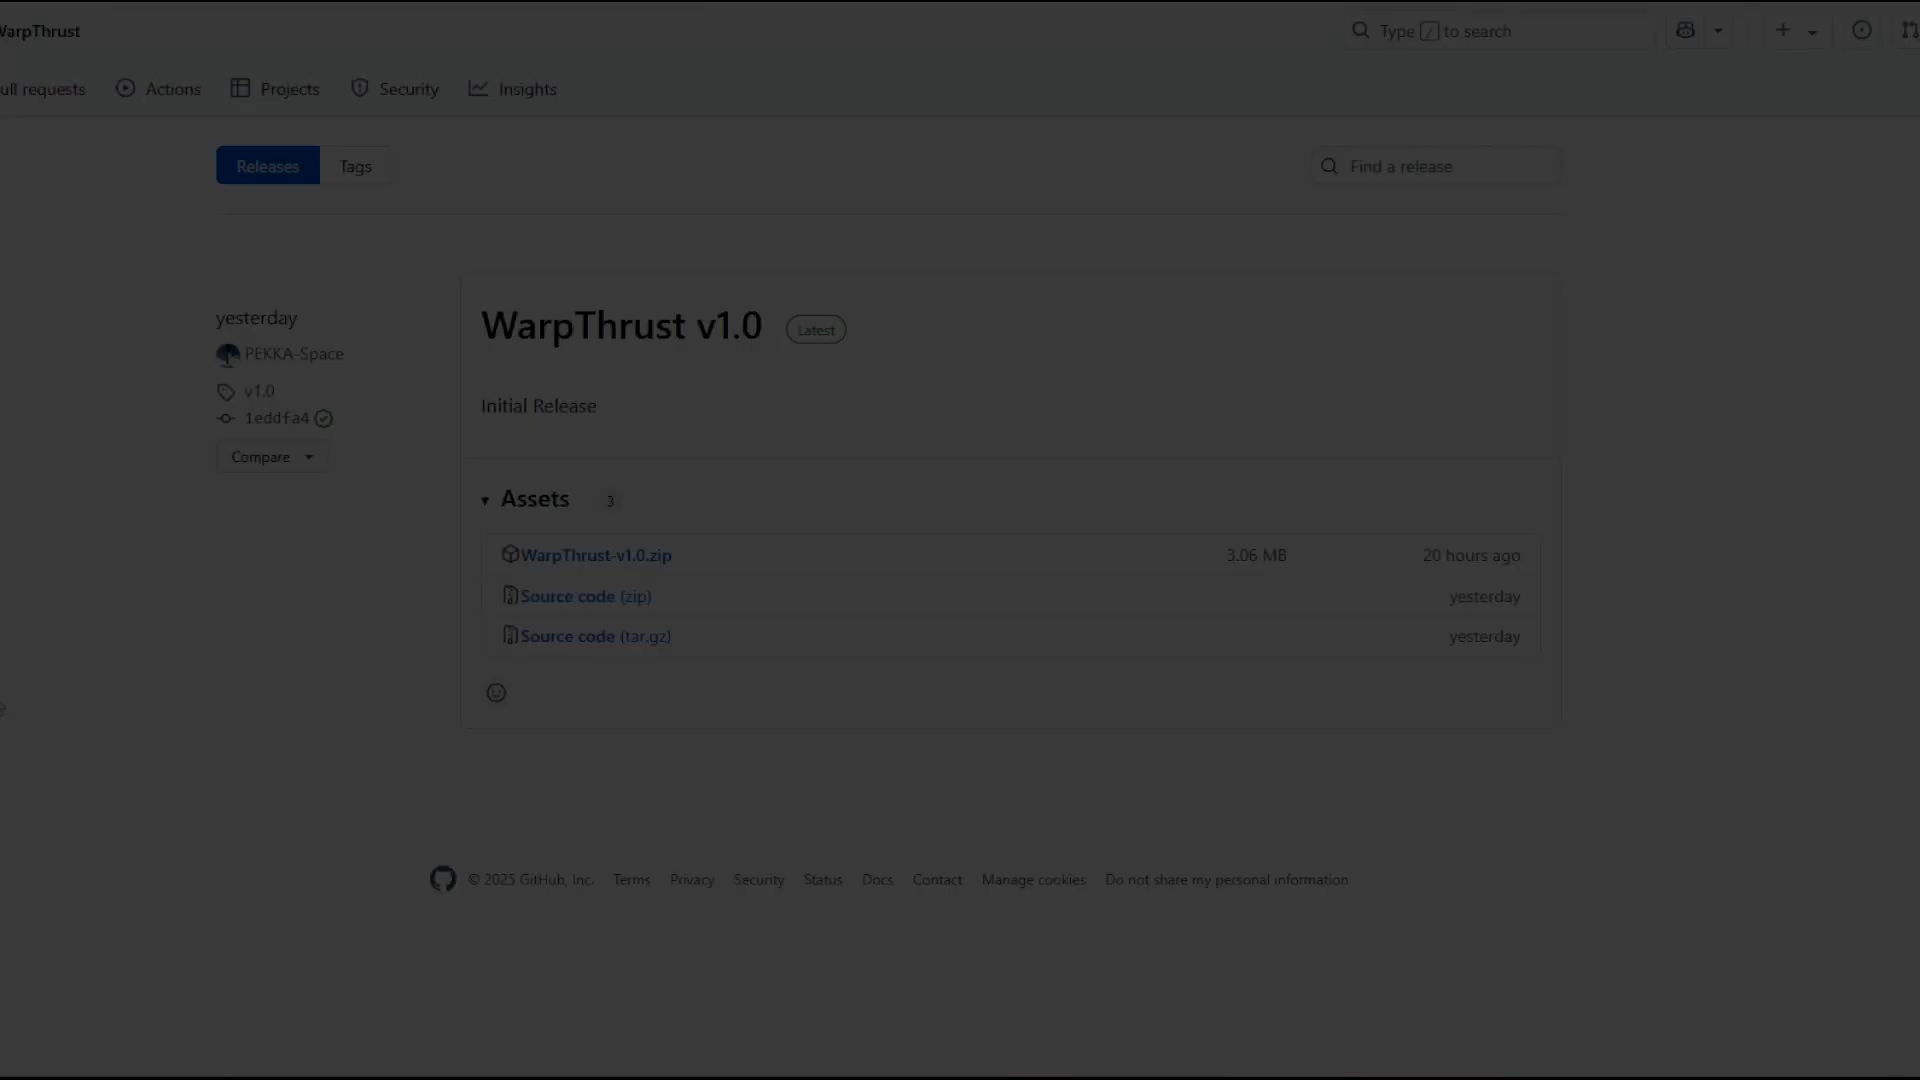 WarpThrust
Type / to search
ull requests
Actions
Projects
Security
Insights
Releases
Tags
Find a release
yesterday
PEKKA-Space
v1.0
1eddfa4
Compare
WarpThrust v1.0
Latest
Initial Release
Assets 3
WarpThrust-v1.0.zip 3.06 MB 20 hours ago
Source code (zip) yesterday
Source code (tar.gz) yesterday
© 2025 GitHub, Inc. Terms Privacy Security Status Docs Contact Manage cookies Do not share my personal information